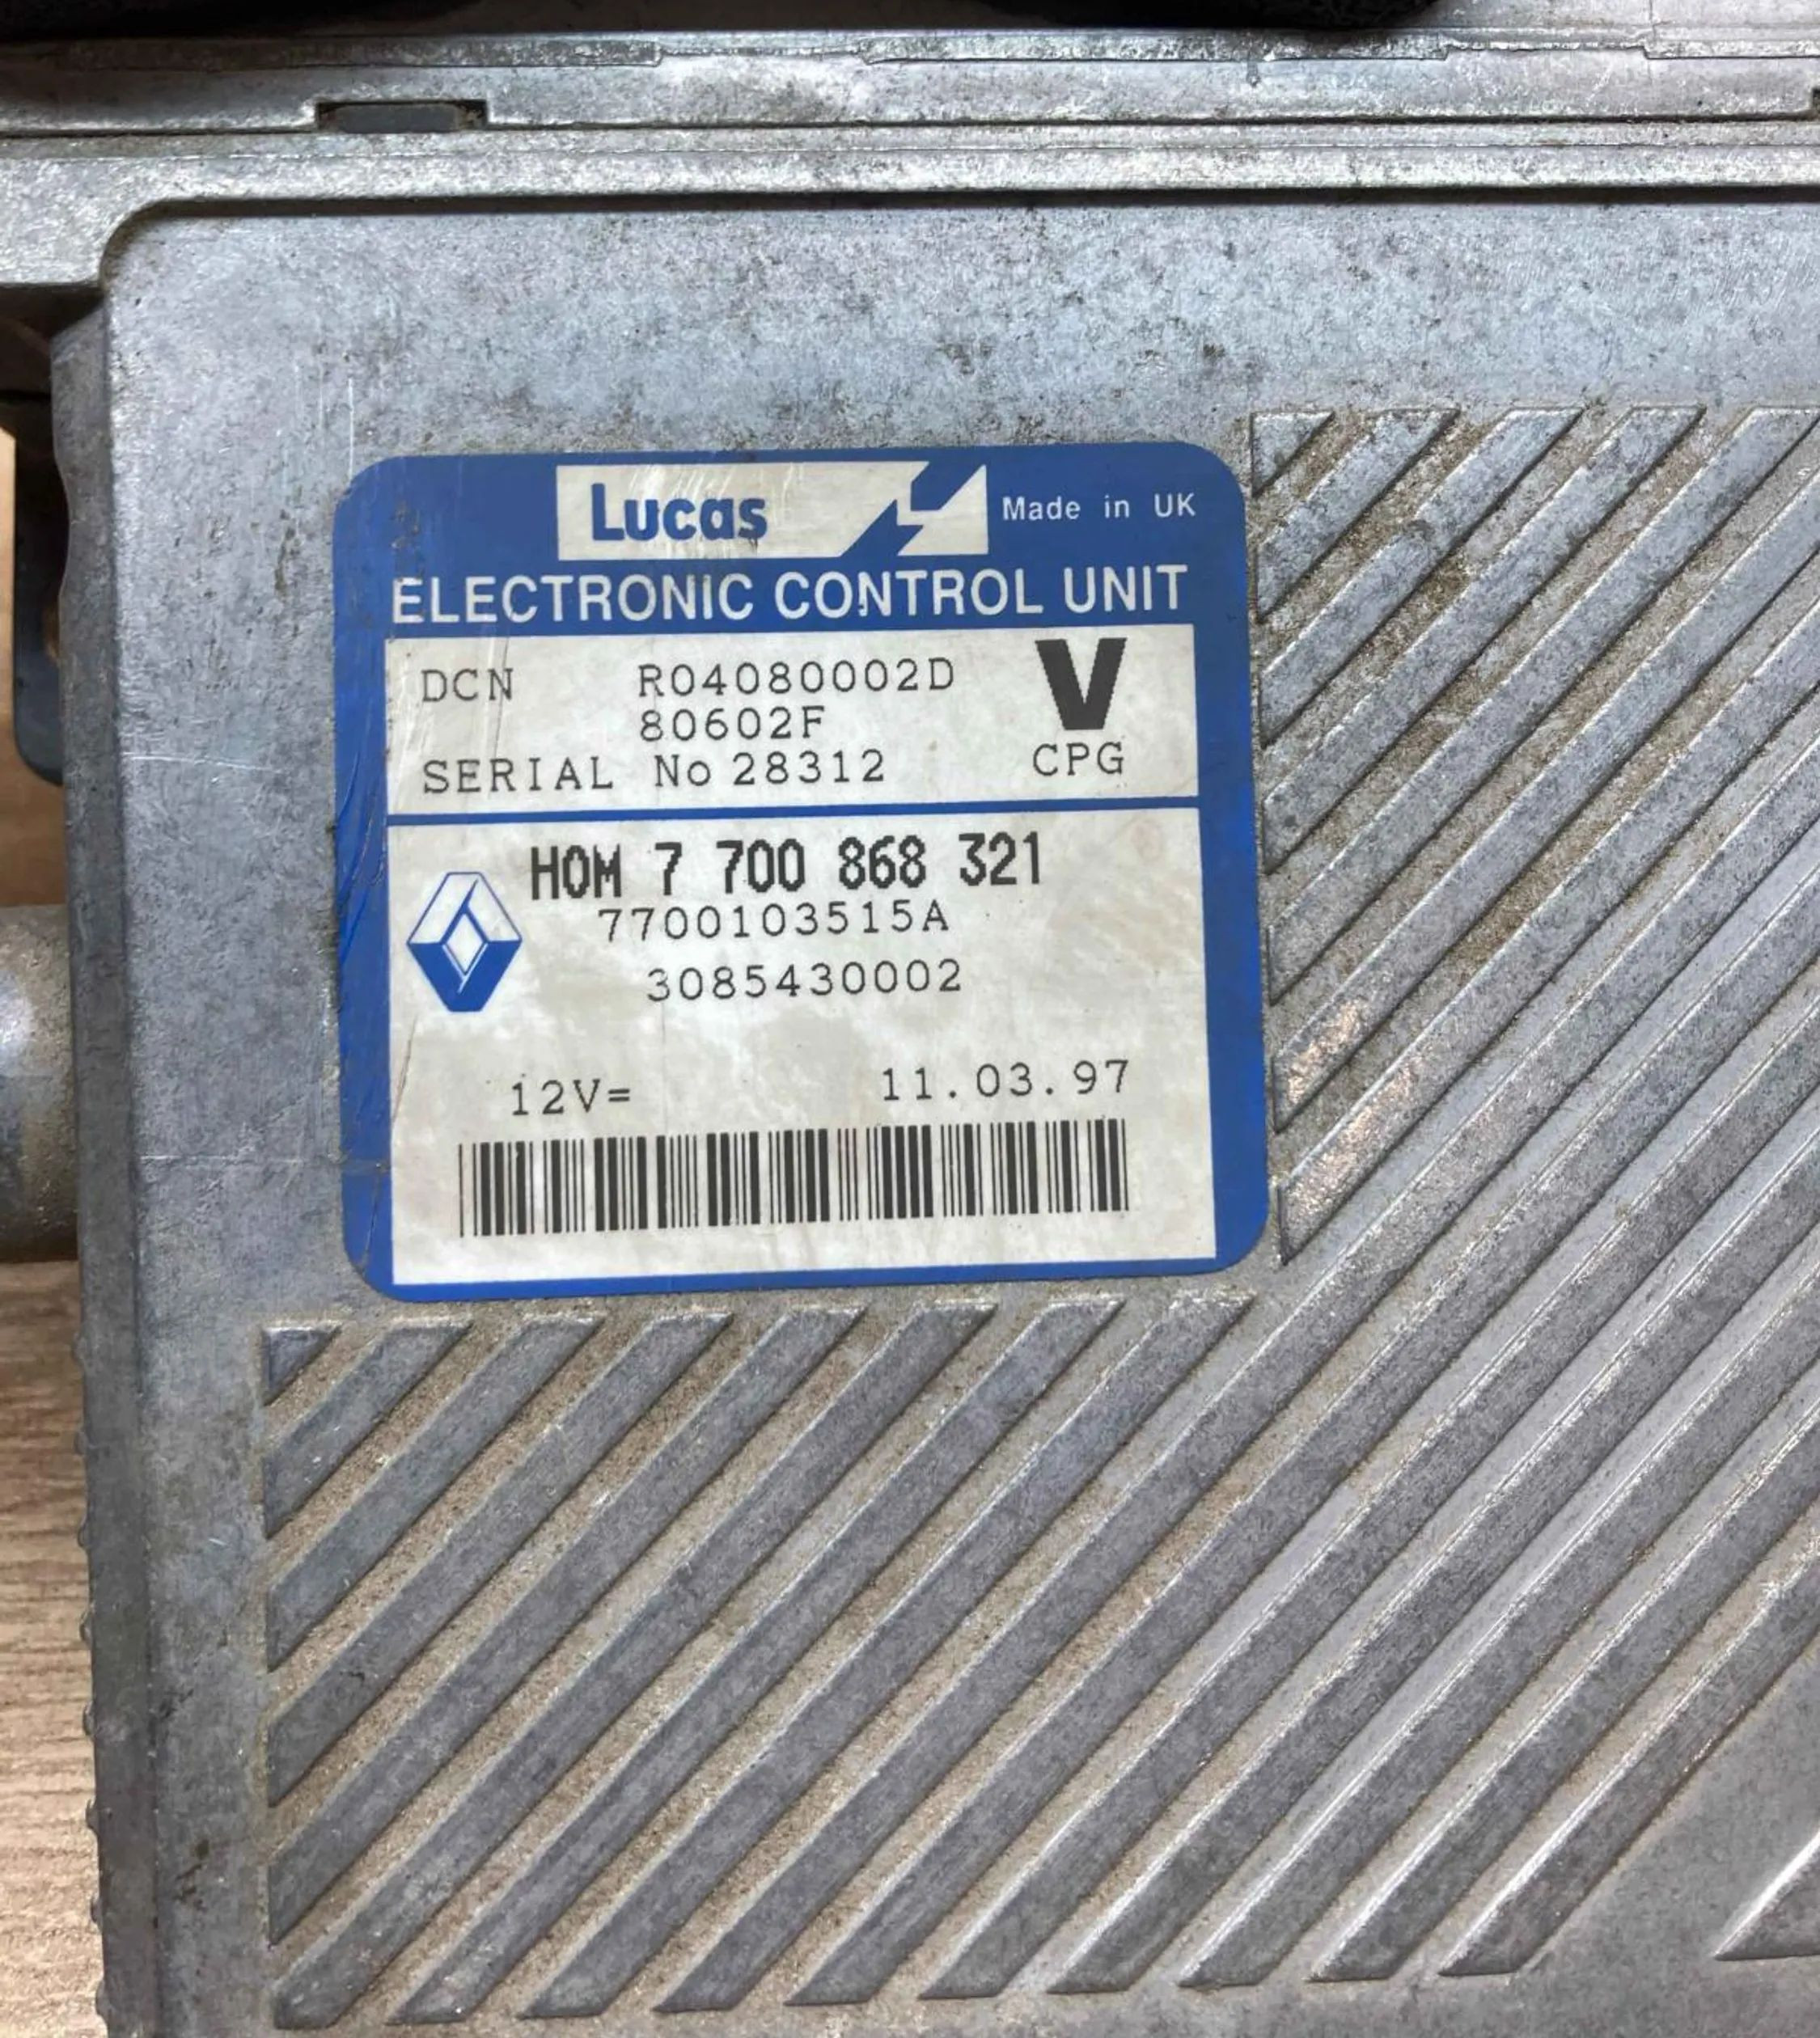 Lucas Made in UK
ELECTRONIC CONTROL UNIT
DCN R04080002D V
80602F
SERIAL No 28312 CPG
HOM 7 700 868 321
7700103515A
3085430002
12V= 11.03.97